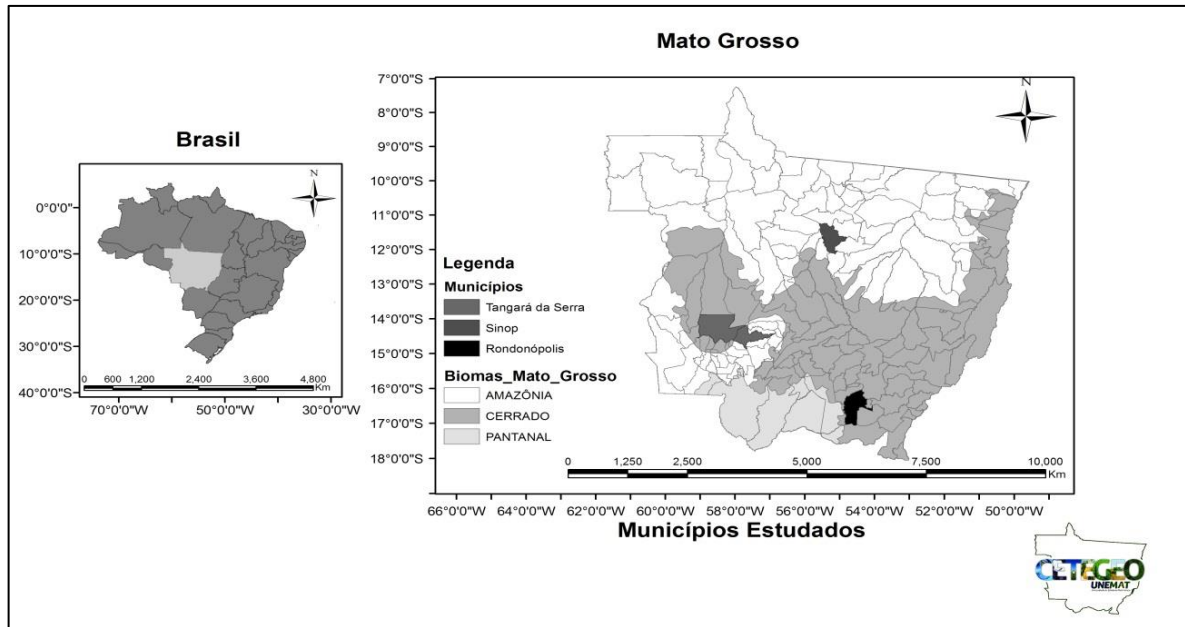 Mato Grosso
Brasil
N
0°0'0"
10°0'0"S
20°0'0"S
30°0'0"S
40°0'0"S
0 600 1,200 2,400 3,600 4,800
Km
70°0'0"W 50°0'0"W 30°0'0"W
N
7°0'0"S
8°0'0"S
9°0'0"S
10°0'0"S
11°0'0"S
12°0'0"S
13°0'0"S
14°0'0"S
15°0'0"S
16°0'0"S
17°0'0"S
18°0'0"S
Legenda
Municípios
Tangará da Serra
Sinop
Rondonópolis
Biomas_Mato_Grosso
AMAZÔNIA
CERRADO
PANTANAL
0 1,250 2,500 5,000 7,500 10,000
Km
66°0'0"W 64°0'0"W 62°0'0"W 60°0'0"W 58°0'0"W 56°0'0"W 54°0'0"W 52°0'0"W 50°0'0"W
Municípios Estudados
CETEGEO
UNEMAT